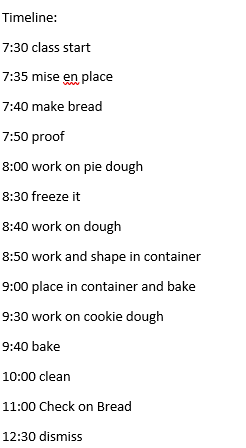 Timeline:
7:30 class start
7:35 mise en place
7:40 make bread
7:50 proof
8:00 work on pie dough
8:30 freeze it
8:40 work on dough
8:50 work and shape in container
9:00 place in container and bake
9:30 work on cookie dough
9:40 bake
10:00 clean
11:00 Check on Bread
12:30 dismiss